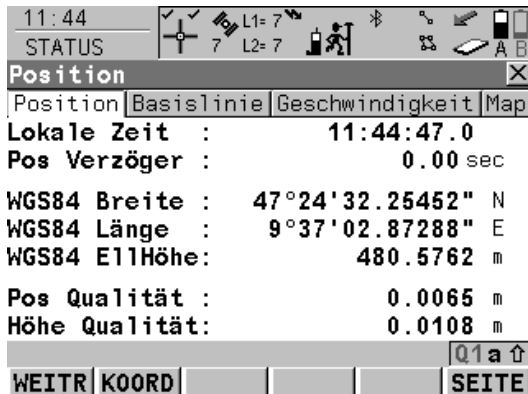 11:44 L1= 7
STATUS 7 L2= 7 A B
Position
Position Basislinie Geschwindigkeit Map
Lokale Zeit : 11:44:47.0
Pos Verzöger : 0.00 sec
WGS84 Breite : 47°24'32.25452" N
WGS84 Länge : 9°37'02.87288" E
WGS84 EllHöhe: 480.5762 m
Pos Qualität : 0.0065 m
Höhe Qualität: 0.0108 m
Q1 a ⇧
WEITR KOORD SEITE